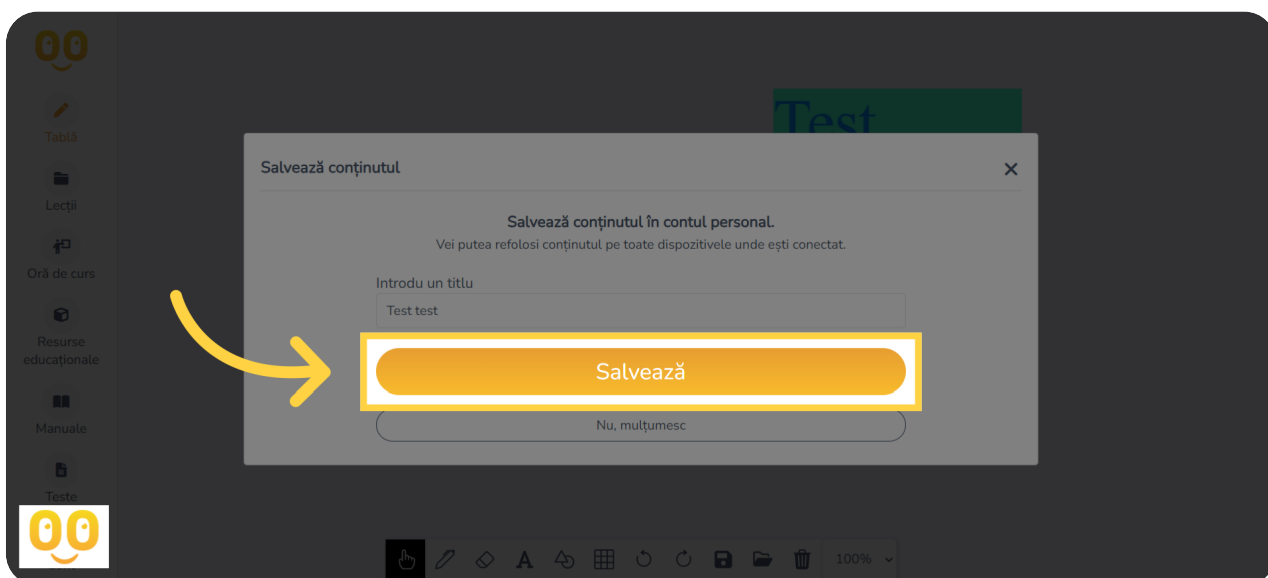 Tablă
Lecții
Oră de curs
Resurse
educaționale
Manuale
Teste
Test
Salvează conținutul
Salvează conținutul în contul personal.
Vei putea refolosi conținutul pe toate dispozitivele unde ești conectat.
Introdu un titlu
Test test
Salvează
Nu, mulțumesc
A
100%